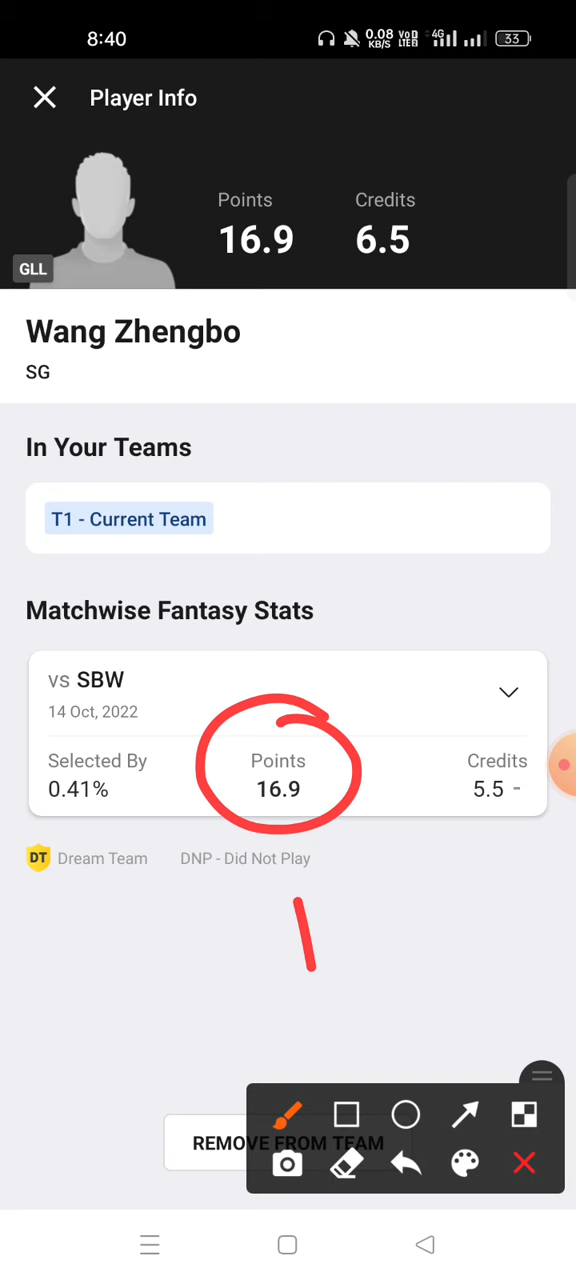 8:40
0.08 KB/S
VoD LTE2
4G
33
Player Info
Points
Credits
16.9
6.5
GLL
Wang Zhengbo
SG
In Your Teams
T1 - Current Team
Matchwise Fantasy Stats
vs SBW
14 Oct, 2022
Selected By
Points
Credits
0.41%
16.9
5.5 -
DT Dream Team
DNP - Did Not Play
REMOVE FROM TEAM